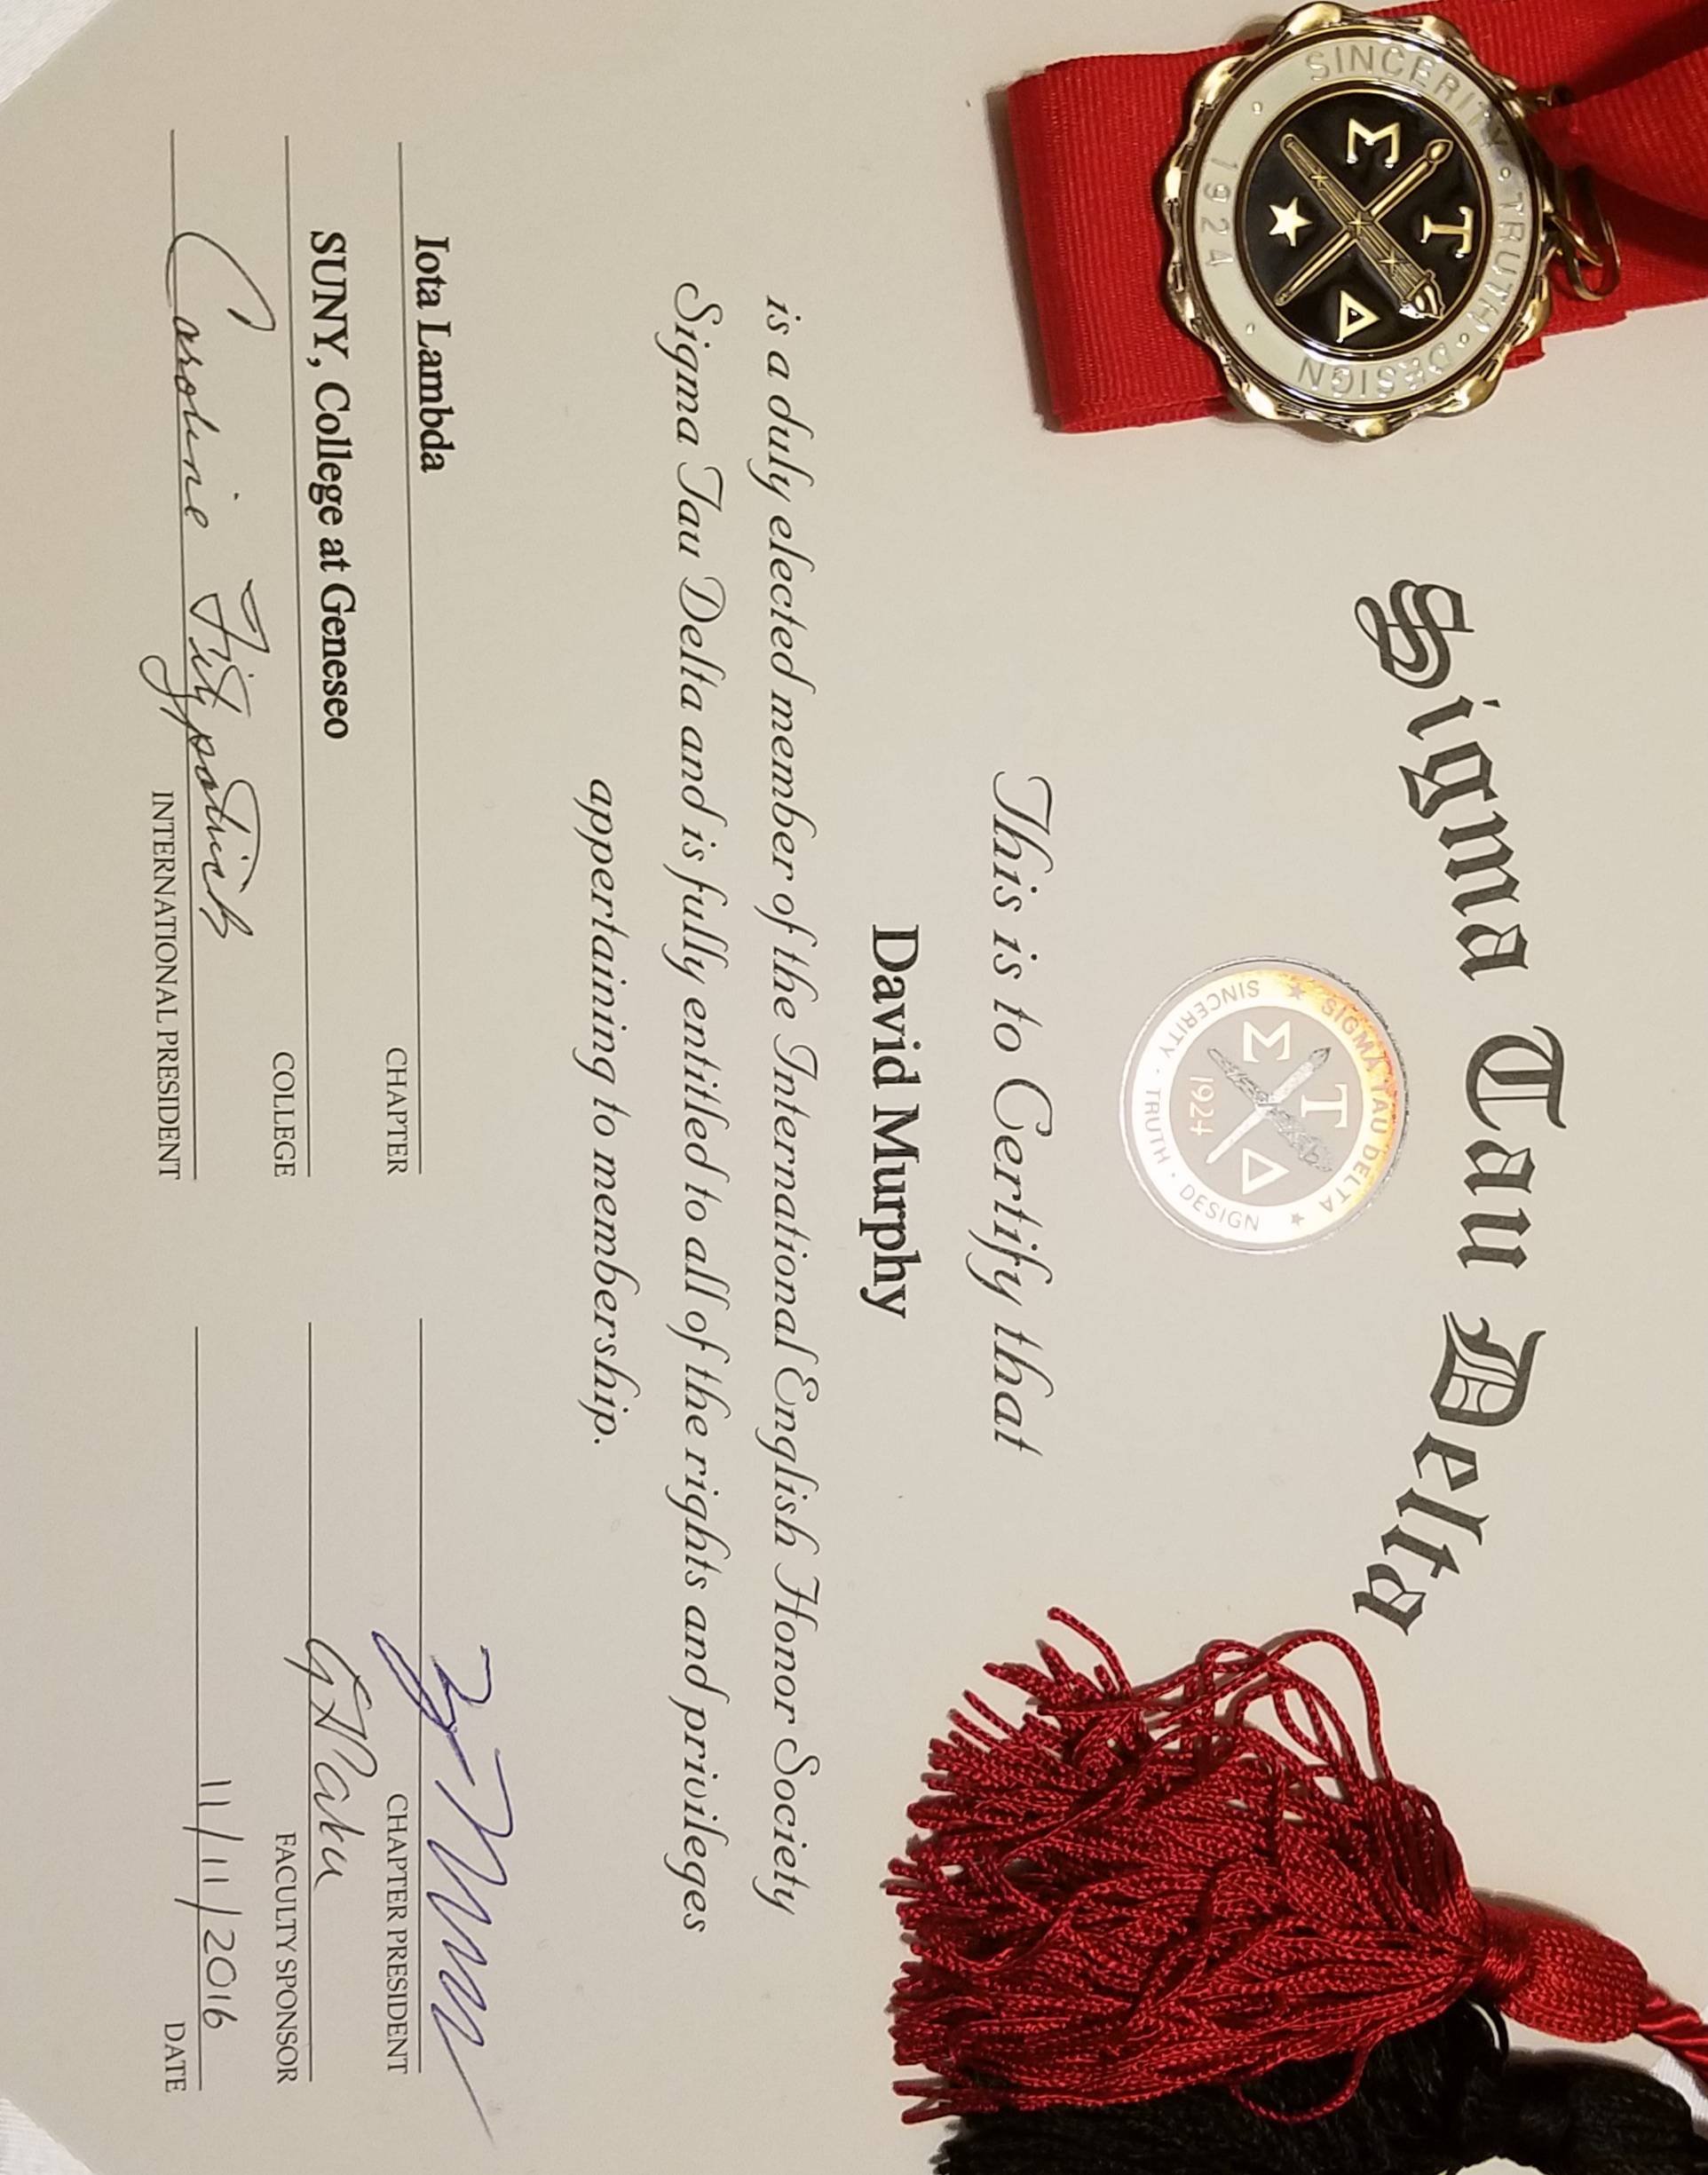 Sigma Tau Delta
SINCERITY · TRUTH · DESIGN
1924
Σ Τ Δ
★ SIGMA TAU DELTA ★
SINCERITY · TRUTH · DESIGN
Σ Τ Δ
1924
This is to Certify that
David Murphy
is a duly elected member of the International English Honor Society
Sigma Tau Delta and is fully entitled to all of the rights and privileges
appertaining to membership.
Iota Lambda
CHAPTER
SUNY, College at Geneseo
COLLEGE
Caroline Fitzpatrick
INTERNATIONAL PRESIDENT
CHAPTER PRESIDENT
FACULTY SPONSOR
11/11/2016
DATE